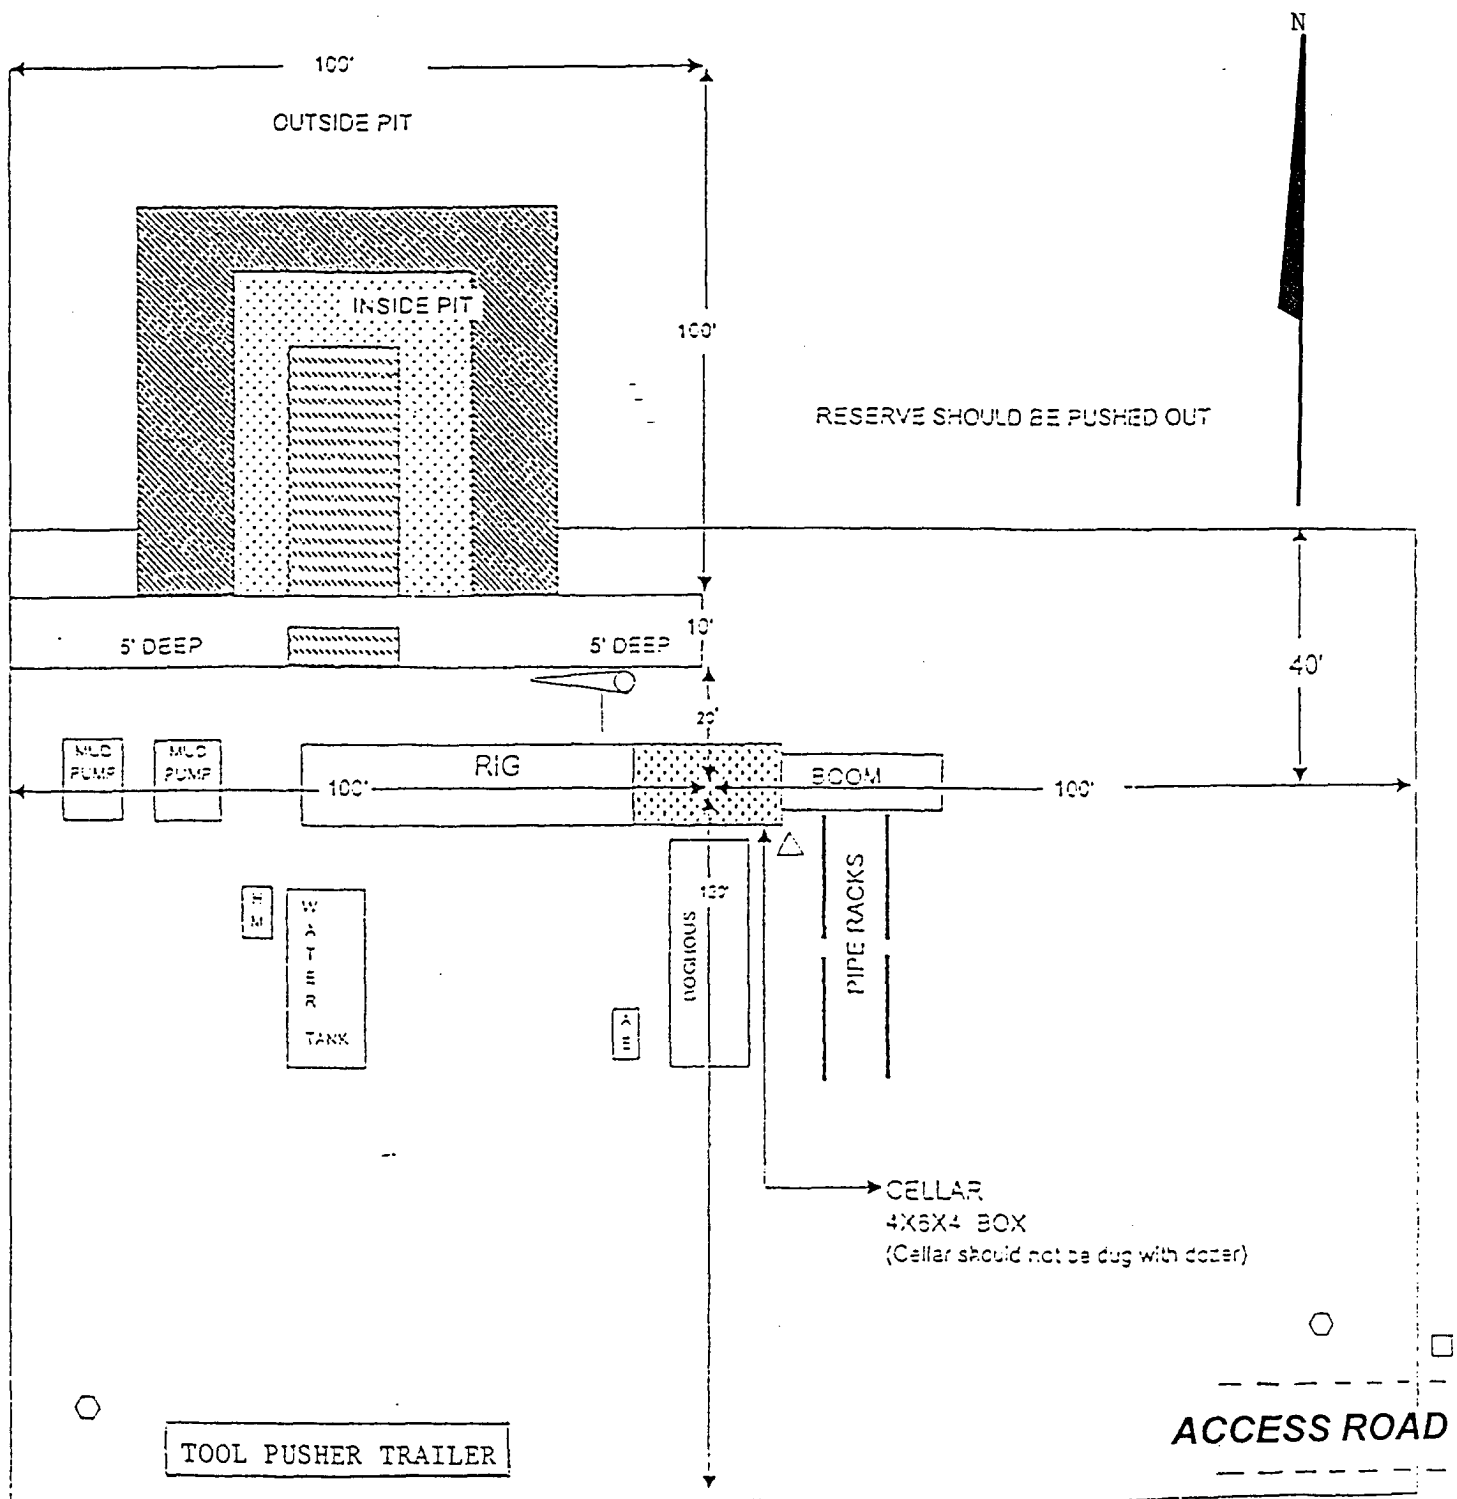 N
100'
OUTSIDE PIT
INSIDE PIT
100'
RESERVE SHOULD BE PUSHED OUT
5' DEEP
5' DEEP
10'
40'
20'
MUD
PUMP
MUD
PUMP
RIG
BOOM
100'
100'
W
A
T
E
R
TANK
DOGHOUS
PIPE RACKS
CELLAR
BOX
(Cellar should not be dug with dozer)
TOOL PUSHER TRAILER
ACCESS ROAD